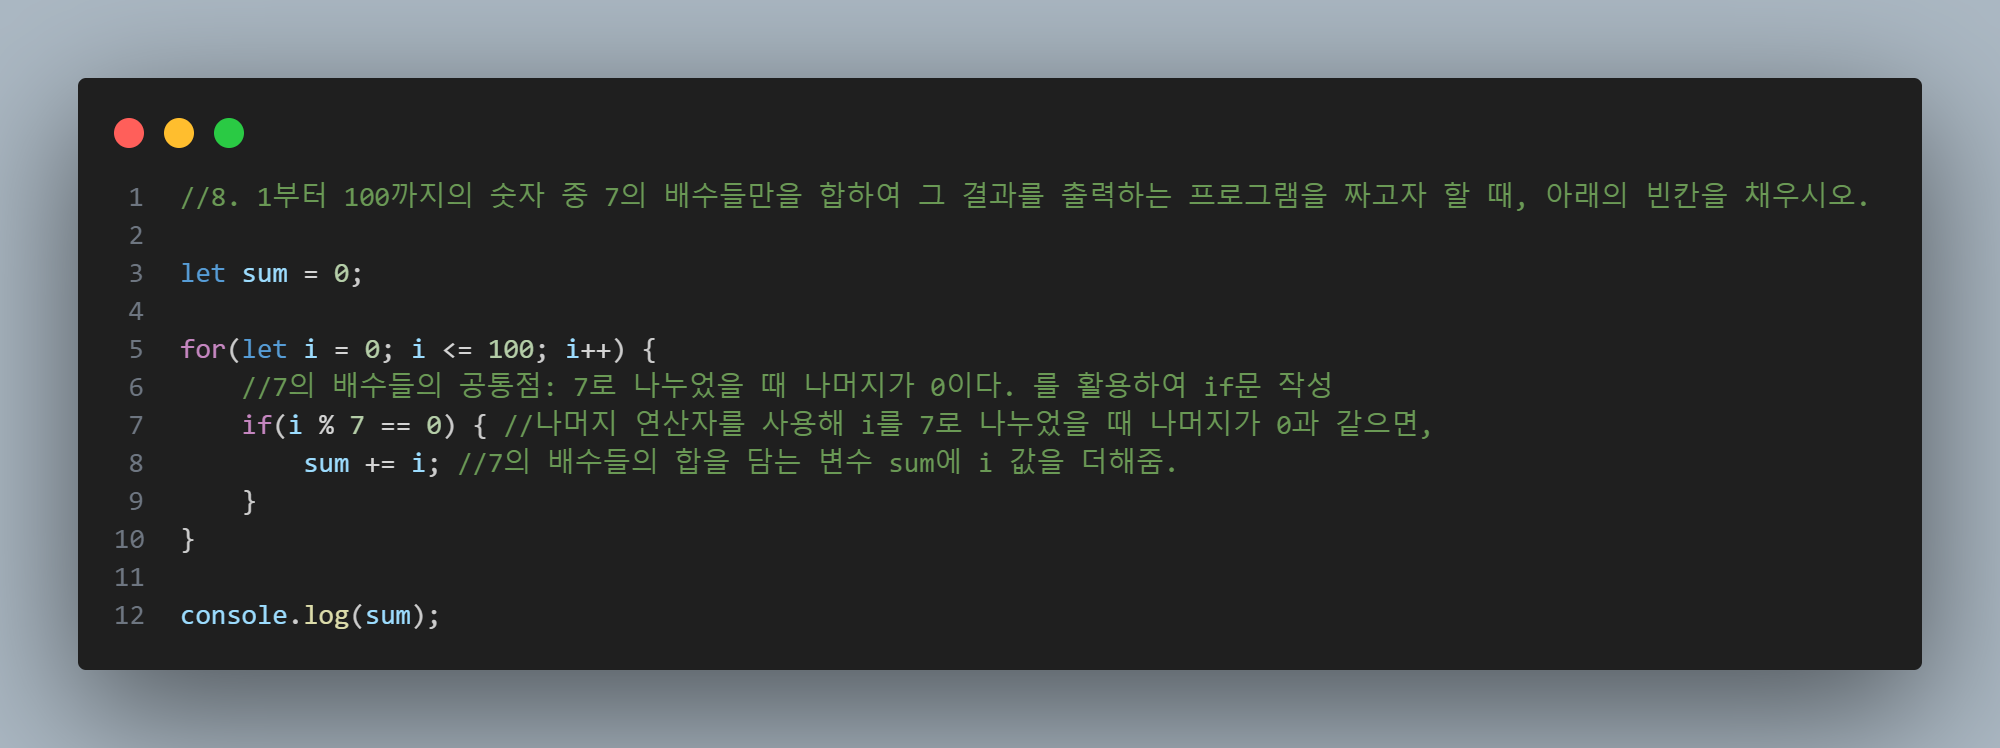 1 //8. 1부터 100까지의 숫자 중 7의 배수들만을 합하여 그 결과를 출력하는 프로그램을 짜고자 할 때, 아래의 빈칸을 채우시오.
2
3 let sum = 0;
4
5 for(let i = 0; i <= 100; i++) {
6     //7의 배수들의 공통점: 7로 나누었을 때 나머지가 0이다. 를 활용하여 if문 작성
7     if(i % 7 == 0) { //나머지 연산자를 사용해 i를 7로 나누었을 때 나머지가 0과 같으면,
8         sum += i; //7의 배수들의 합을 담는 변수 sum에 i 값을 더해줌.
9     }
10 }
11
12 console.log(sum);